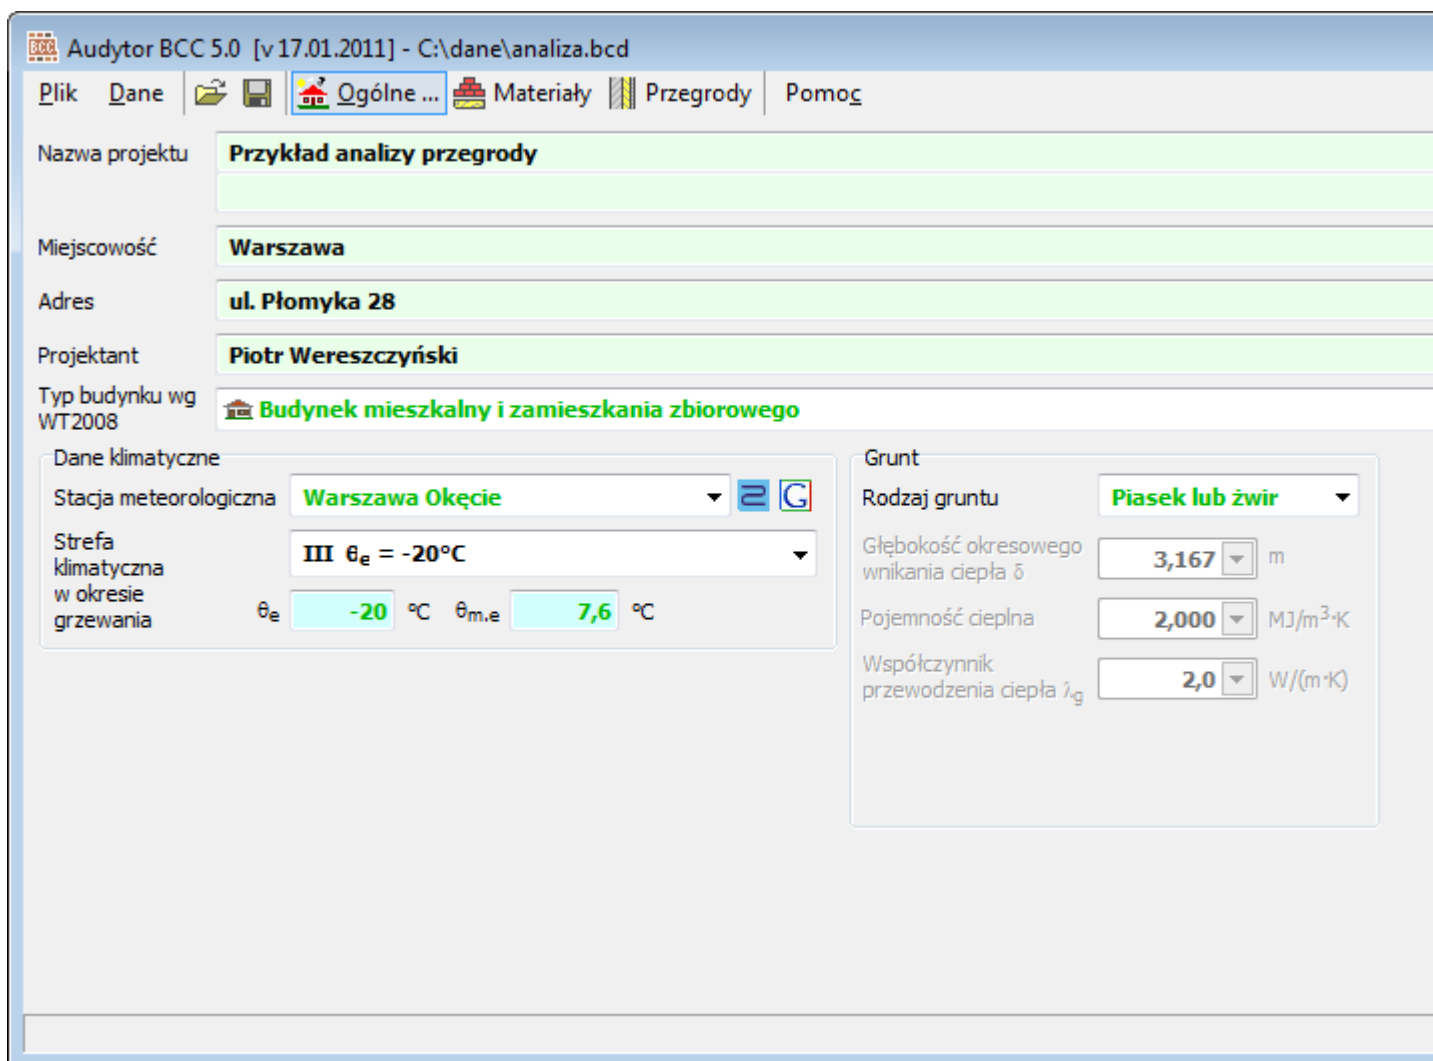 Audytor BCC 5.0 [v 17.01.2011] - C:\dane\analiza.bcd
Plik Dane Ogólne ... Materiały Przegrody Pomoc
Nazwa projektu Przykład analizy przegrody
Miejscowość Warszawa
Adres ul. Płomyka 28
Projektant Piotr Wereszczyński
Typ budynku wg
WT2008
Budynek mieszkalny i zamieszkania zbiorowego
Dane klimatyczne
Stacja meteorologiczna Warszawa Okęcie
Strefa
klimatyczna
w okresie
grzewania
III θe = -20°C
θe -20 °C θm.e 7,6 °C
Grunt
Rodzaj gruntu Piasek lub żwir
Głębokość okresowego
wnikania ciepła δ
3,167 m
Pojemność cieplna 2,000 MJ/m³·K
Współczynnik
przewodzenia ciepła λg
2,0 W/(m·K)